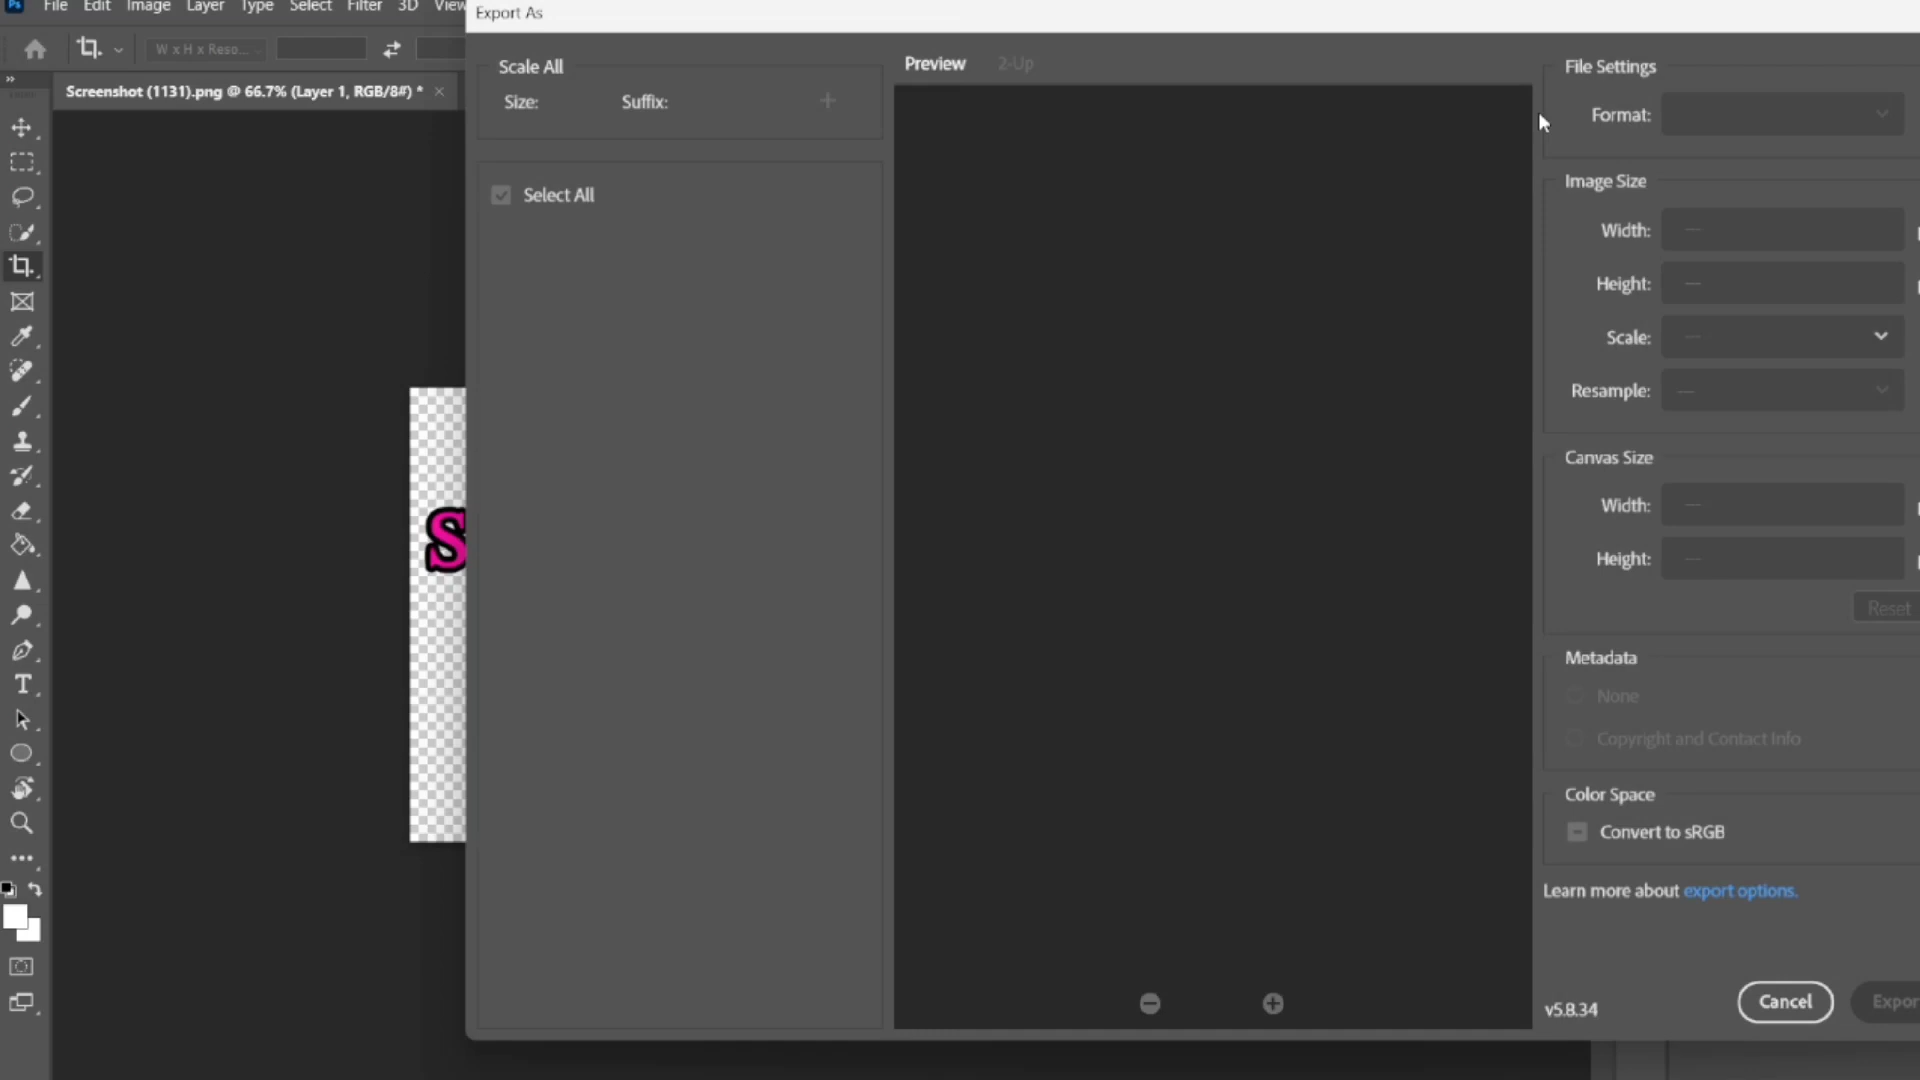 Ps File Edit Image Layer Type Select Filter 3D View
Export As
W x H x Reso...
Screenshot (1131).png @ 66.7% (Layer 1, RGB/8#) *
Scale All
Size: Suffix:
Select All
Preview 2-Up
File Settings
Format:
Image Size
Width:
Height:
Scale:
Resample:
Canvas Size
Width:
Height:
Reset
Metadata
None
Copyright and Contact Info
Color Space
Convert to sRGB
Learn more about export options.
v5.8.34
Cancel
Expor
S
T